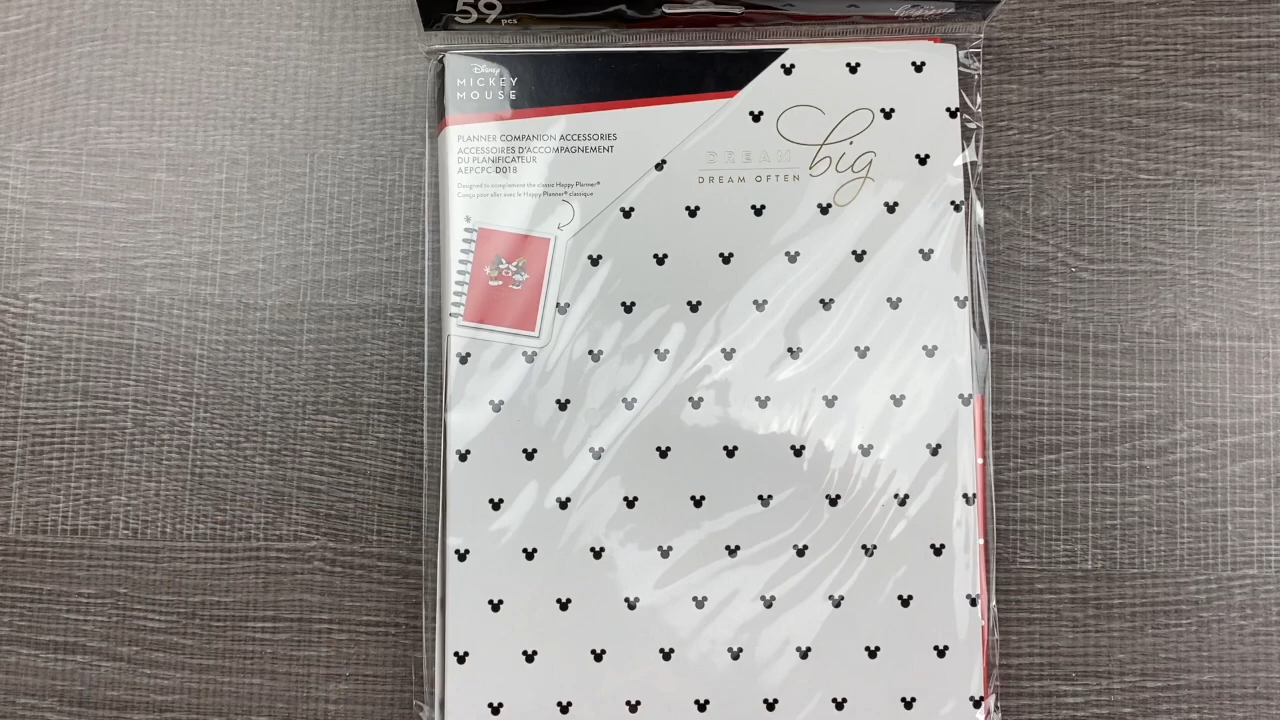 59 pcs
Disney
MICKEY
MOUSE
PLANNER COMPANION ACCESSORIES
ACCESSOIRES D'ACCOMPAGNEMENT
DU PLANIFICATEUR
AEPCPC-D018
Designed to complement the classic Happy Planner®
Conçu pour aller avec le Happy Planner® classique
*
DREAM big
DREAM OFTEN